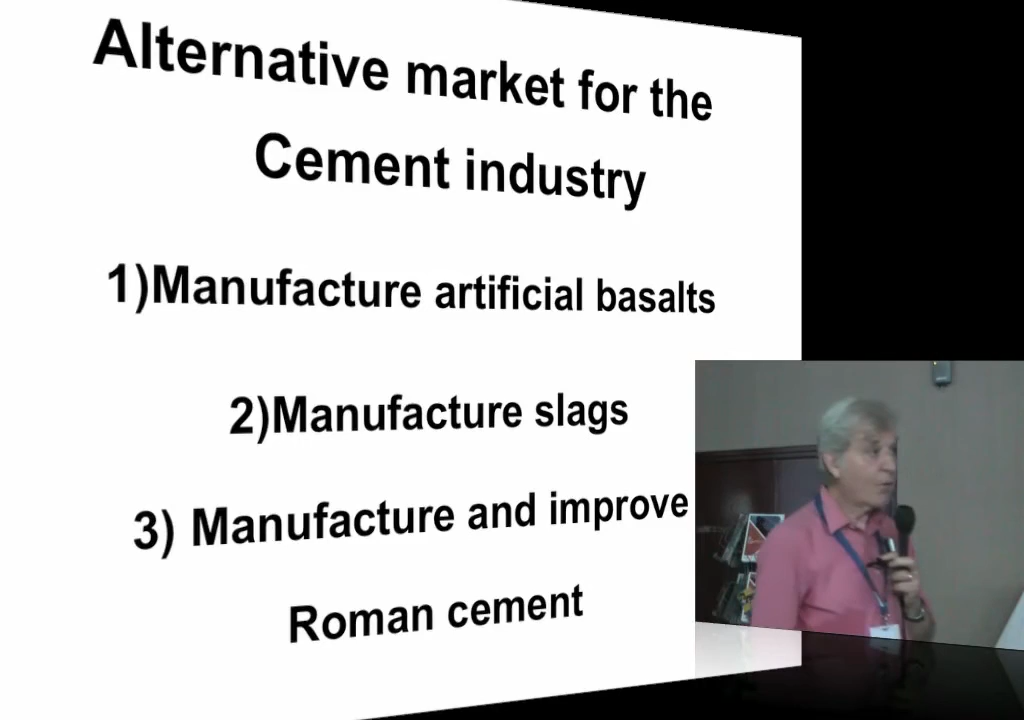 Alternative market for the
Cement industry
1)Manufacture artificial basalts
2)Manufacture slags
3) Manufacture and improve
Roman cement